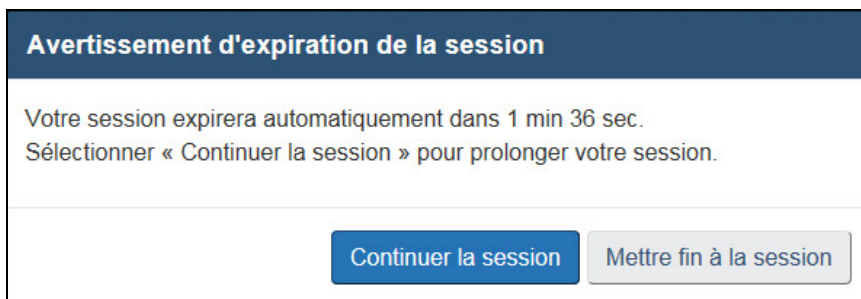 Avertissement d'expiration de la session
Votre session expirera automatiquement dans 1 min 36 sec.
Sélectionner « Continuer la session » pour prolonger votre session.
Continuer la session Mettre fin à la session